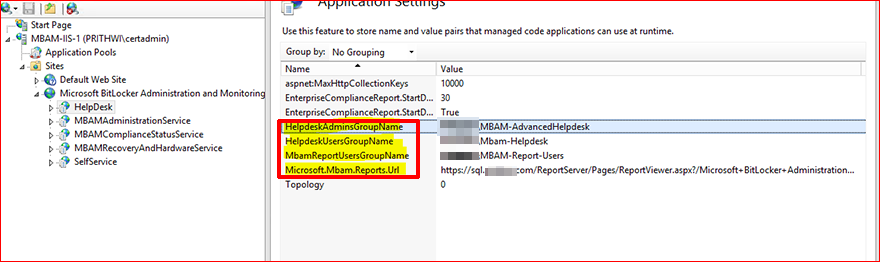 Application Settings
Start Page
MBAM-IIS-1 (PRITHWI\certadmin)
Application Pools
Sites
Default Web Site
Microsoft BitLocker Administration and Monitoring
HelpDesk
MBAMAdministrationService
MBAMComplianceStatusService
MBAMRecoveryAndHardwareService
SelfService
Use this feature to store name and value pairs that managed code applications can use at runtime.
Group by: No Grouping
Name Value
aspnet:MaxHttpCollectionKeys 10000
EnterpriseComplianceReport.StartD... 30
EnterpriseComplianceReport.StartD... True
HelpdeskAdminsGroupName .MBAM-AdvancedHelpdesk
HelpdeskUsersGroupName .Mbam-Helpdesk
MbamReportUsersGroupName MBAM-Report-Users
Microsoft.Mbam.Reports.Url https://sql. com/ReportServer/Pages/ReportViewer.aspx?/Microsoft+BitLocker+Administration...
Topology 0